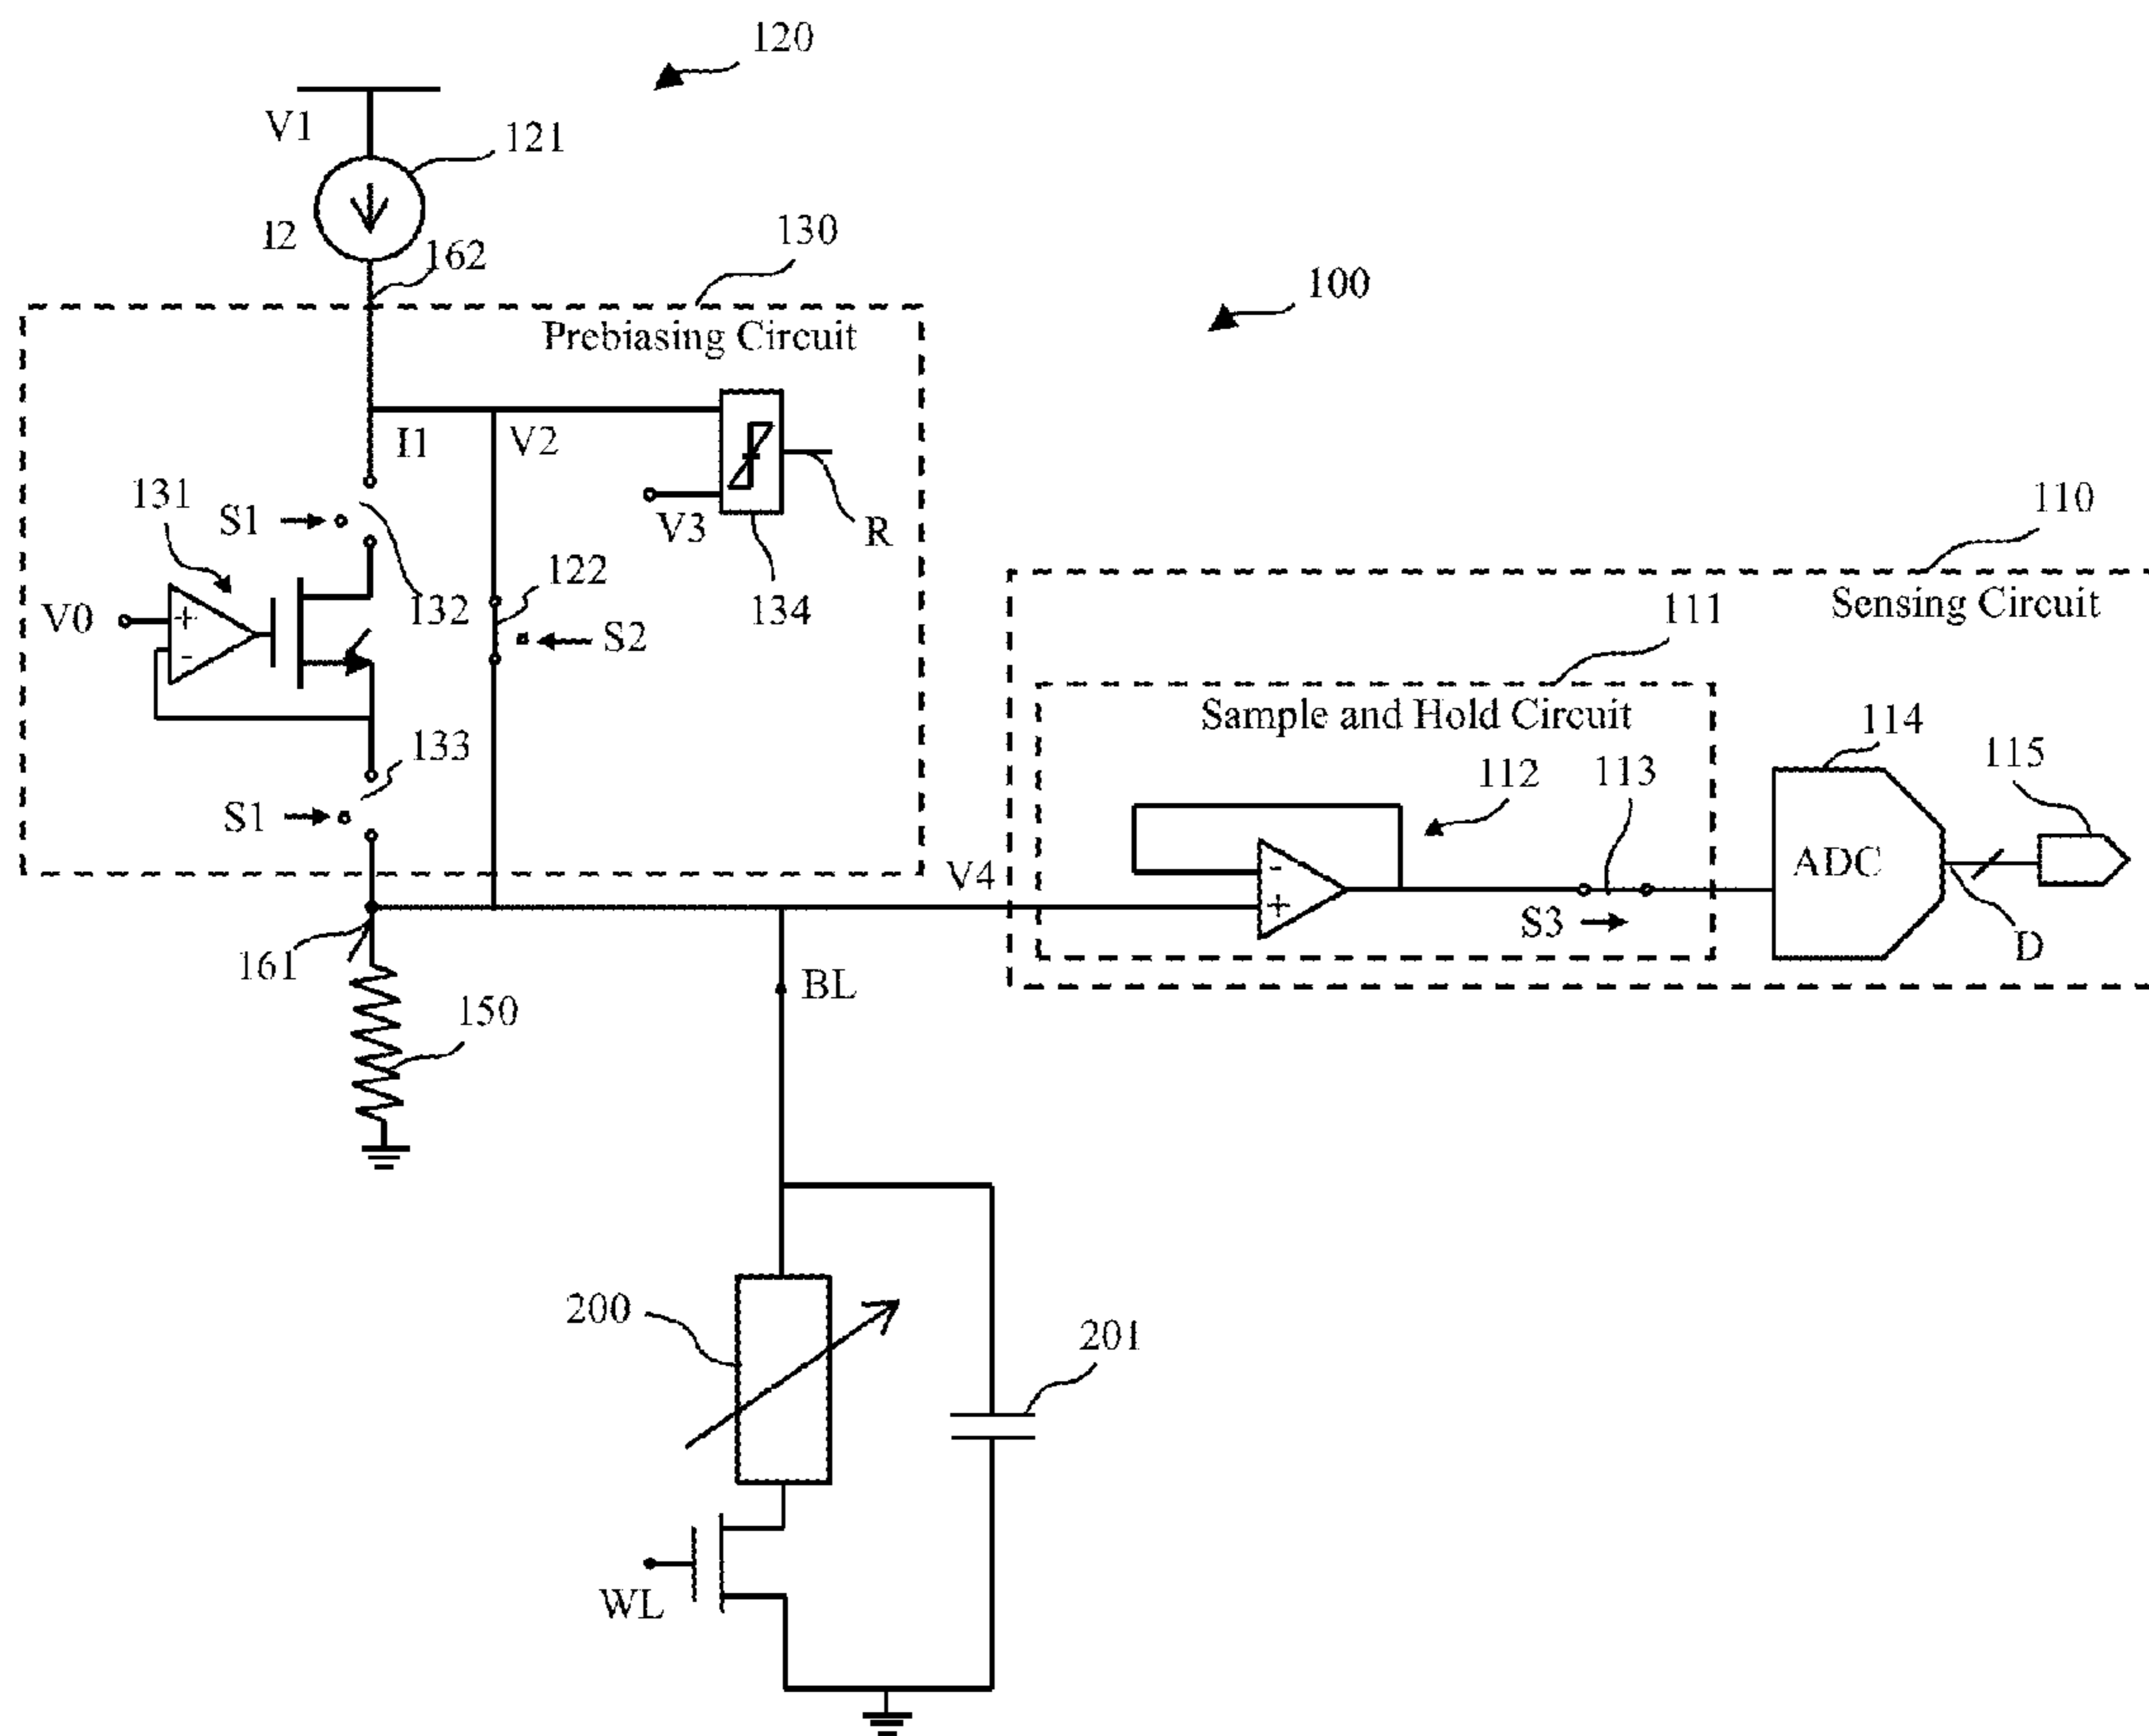 120
V1
121
I2
162
130
100
Prebiasing Circuit
I1
V2
131
S1
V3
R
110
122
132
134
111
Sensing Circuit
V0
+
-
S2
Sample and Hold Circuit
114
133
112
113
115
S1
V4
-
+
ADC
S3
D
161
BL
150
200
201
WL